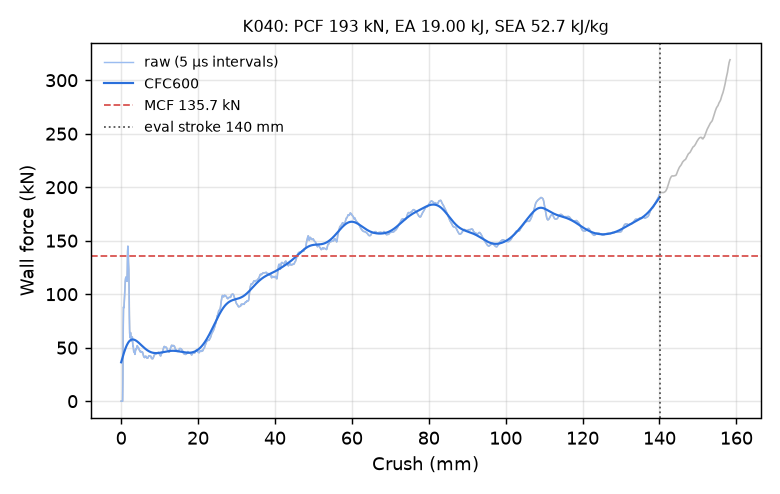 K040: PCF 193 kN, EA 19.00 kJ, SEA 52.7 kJ/kg
raw (5 µs intervals)
CFC600
MCF 135.7 kN
eval stroke 140 mm
Wall force (kN)
300
250
200
150
100
50
0
0 20 40 60 80 100 120 140 160
Crush (mm)